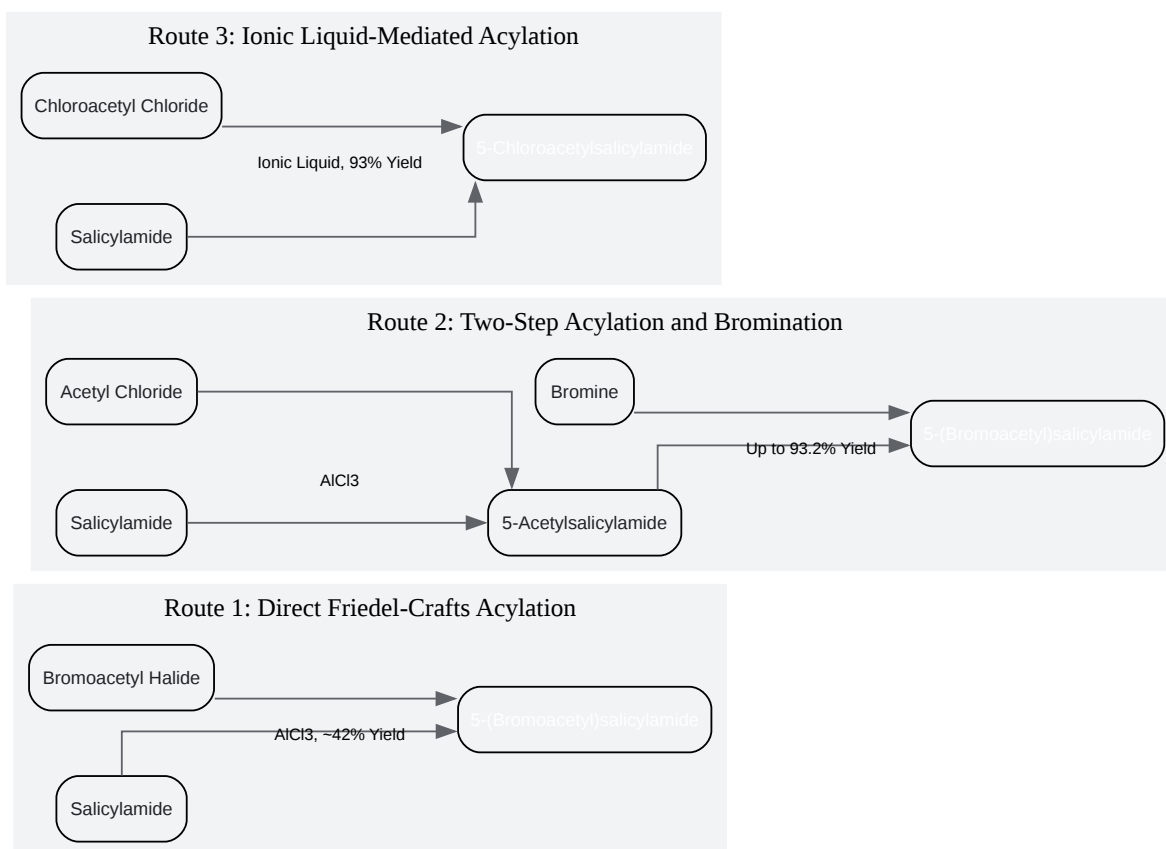 Route 3: Ionic Liquid-Mediated Acylation
Chloroacetyl Chloride
5-Chloroacetylsalicylamide
Ionic Liquid, 93% Yield
Salicylamide
Route 2: Two-Step Acylation and Bromination
Acetyl Chloride
Bromine
5-(Bromoacetyl)salicylamide
Up to 93.2% Yield
AlCl3
Salicylamide
5-Acetylsalicylamide
Route 1: Direct Friedel-Crafts Acylation
Bromoacetyl Halide
5-(Bromoacetyl)salicylamide
AlCl3, ~42% Yield
Salicylamide